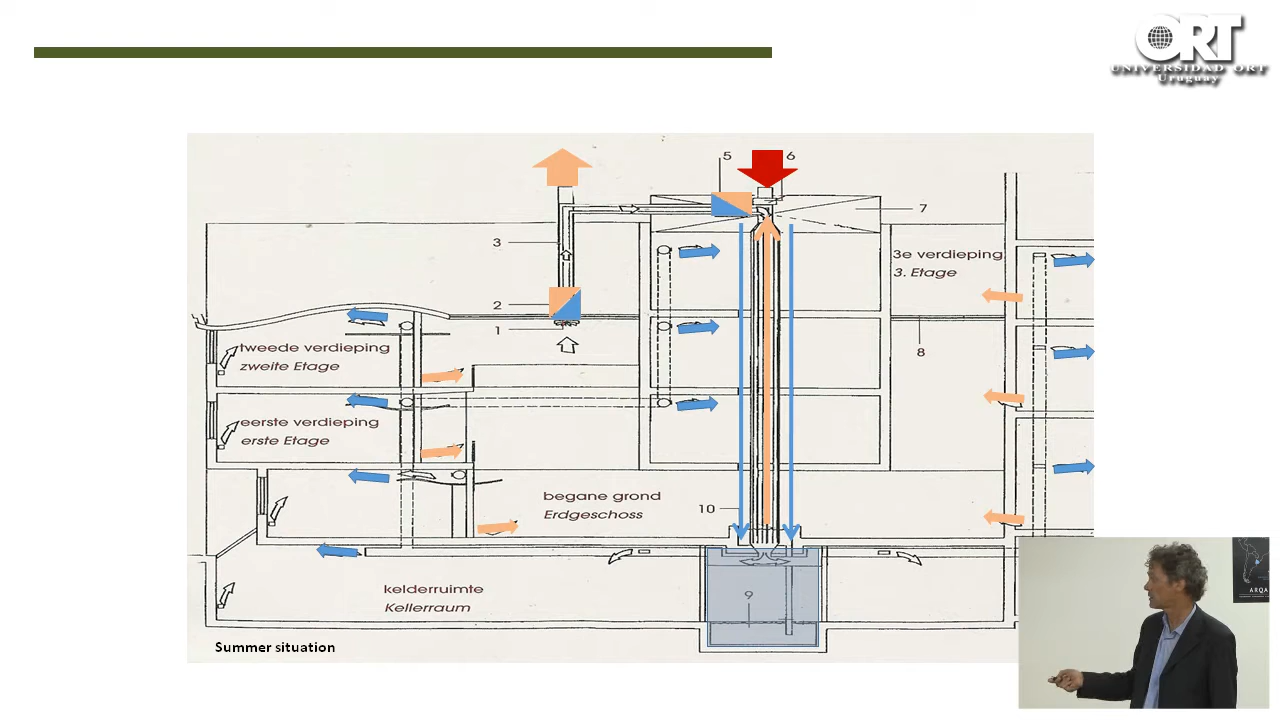 ORT
UNIVERSIDAD ORT
Uruguay
5
6
7
3
3e verdieping
3. Etage
2
1
8
tweede verdieping
zweite Etage
eerste verdieping
erste Etage
begane grond
Erdgeschoss
10
kelderruimte
Kellerraum
9
Summer situation
ARQA